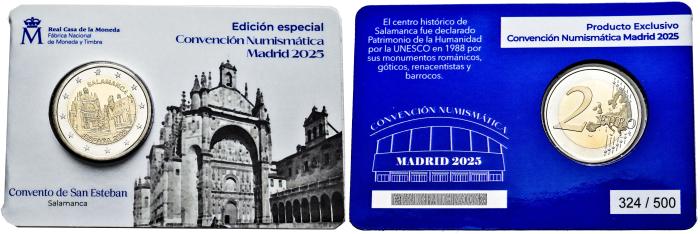 Real Casa de la Moneda
Fábrica Nacional
de Moneda y Timbre
Edición especial
Convención Numismática
Madrid 2025
SALAMANCA
Convento de San Esteban
Salamanca
El centro histórico de
Salamanca fue declarado
Patrimonio de la Humanidad
por la UNESCO en 1988 por
sus monumentos románicos,
góticos, renacentistas y
barrocos.
Producto Exclusivo
Convención Numismática Madrid 2025
CONVENCIÓN NUMISMÁTICA
MADRID 2025
2 EURO
324 / 500